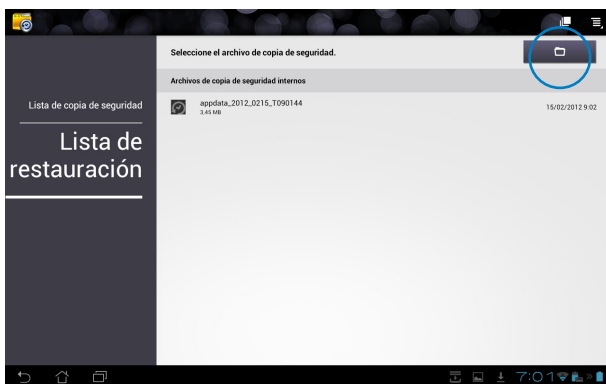 Seleccione el archivo de copia de seguridad.
Archivos de copia de seguridad internos
Lista de copia de seguridad
Lista de
restauración
appdata_2012_0215_T090144
3,45 MB
15/02/2012 9:02
7:01